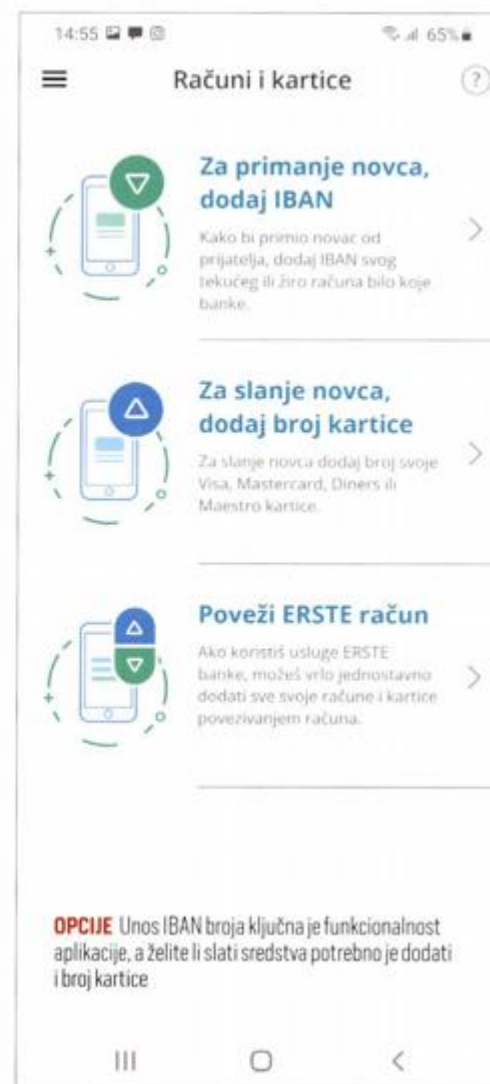 14:55
65%
Računi i kartice
?
Za primanje novca,
dodaj IBAN
Kako bi primio novac od
prijatelja, dodaj IBAN svog
tekućeg ili žiro računa bilo koje
banke.
Za slanje novca,
dodaj broj kartice
Za slanje novca dodaj broj svoje
Visa, Mastercard, Diners ili
Maestro kartice.
Poveži ERSTE račun
Ako koristiš usluge ERSTE
banke, možeš vrlo jednostavno
dodati sve svoje račune i kartice
povezivanjem računa.
OPCIJE Unos IBAN broja ključna je funkcionalnost
aplikacije, a želite li slati sredstva potrebno je dodati
i broj kartice